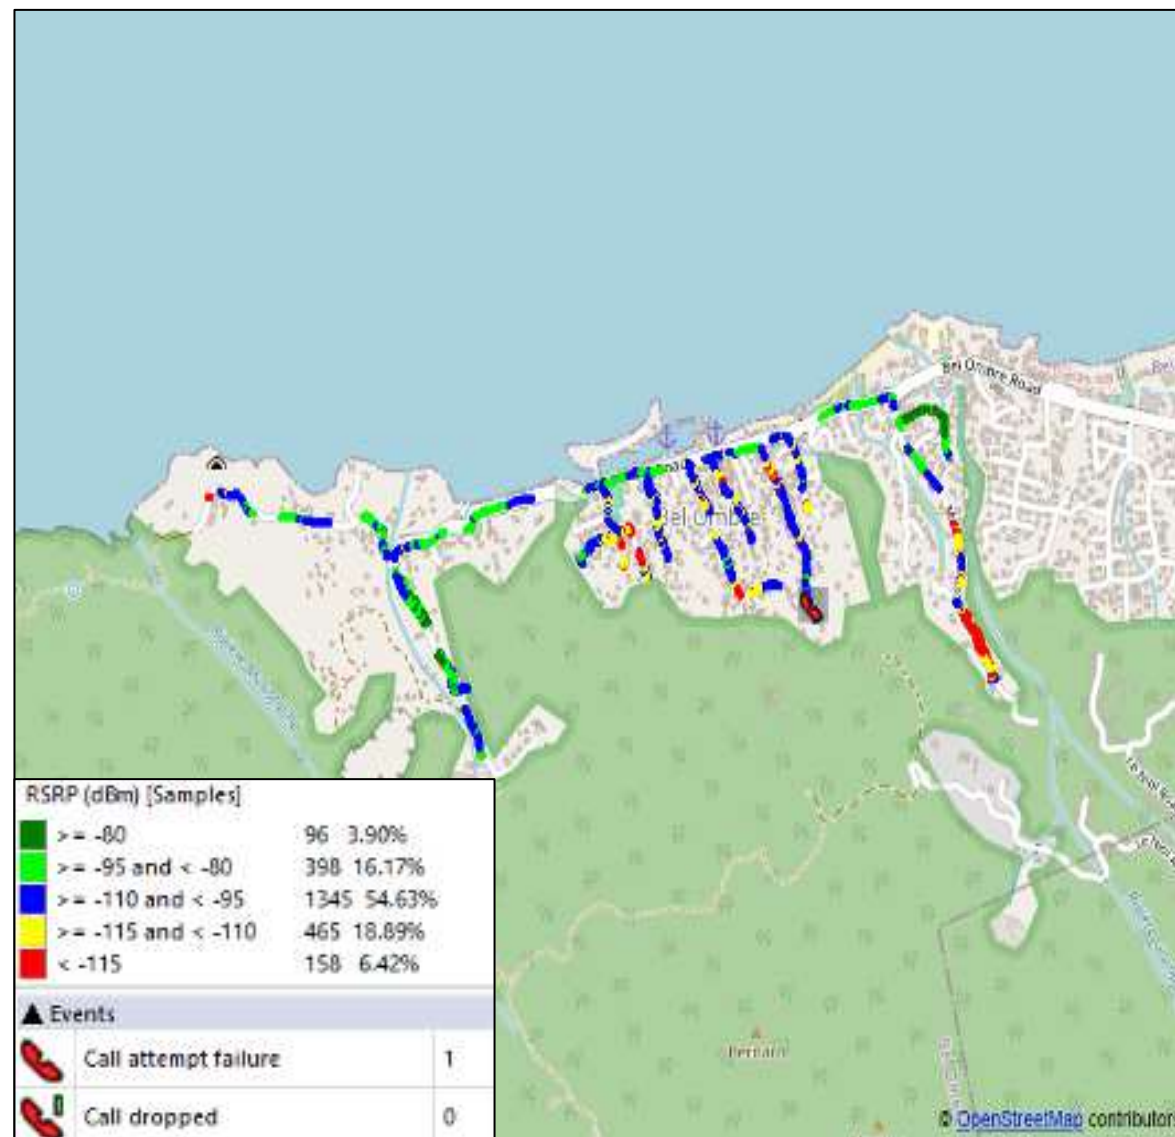 Bel Ombre Road
Bel
Bel Ombre
RSRP (dBm) [Samples]
>= -80 96 3.90%
>= -95 and < -80 398 16.17%
>= -110 and < -95 1345 54.63%
>= -115 and < -110 465 18.89%
< -115 158 6.42%
▲ Events
Call attempt failure 1
Call dropped 0
© OpenStreetMap contributor